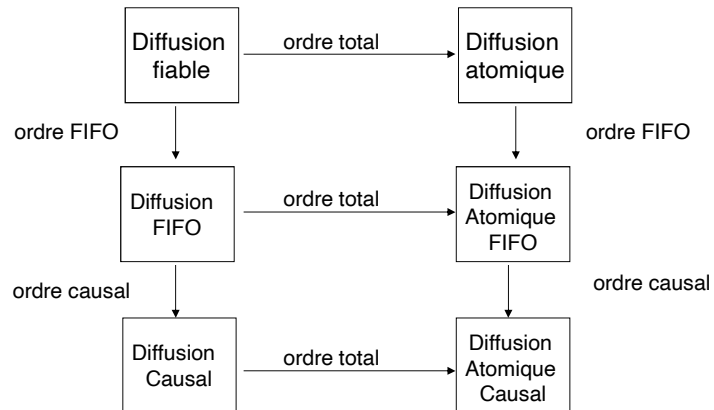 Diffusion
fiable
ordre total
Diffusion
atomique
ordre FIFO
ordre FIFO
Diffusion
FIFO
ordre total
Diffusion
Atomique
FIFO
ordre causal
ordre causal
Diffusion
Causal
ordre total
Diffusion
Atomique
Causal